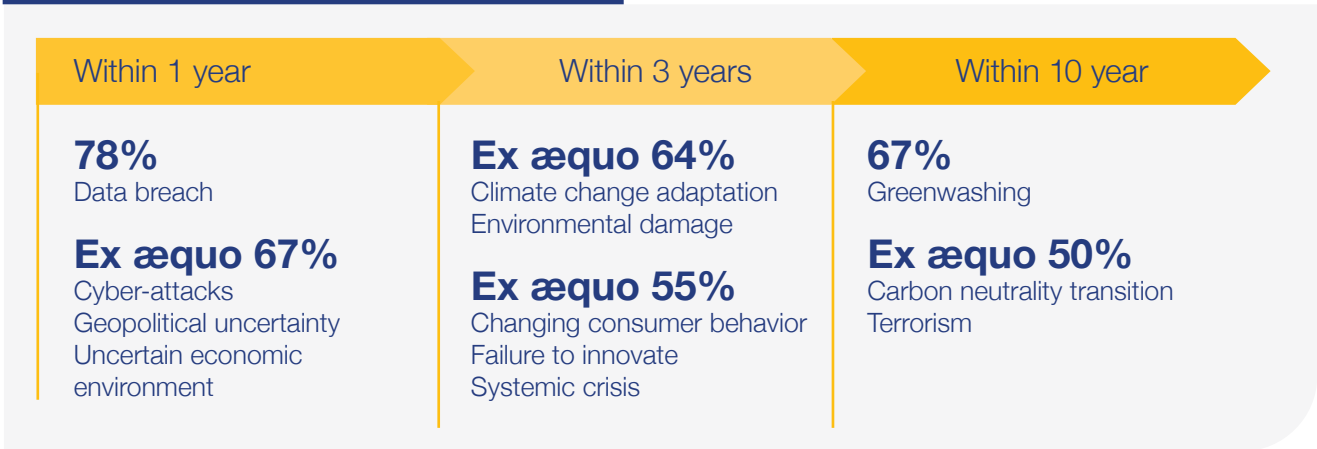 Within 1 year
Within 3 years
Within 10 year
78%
Data breach
Ex æquo 67%
Cyber-attacks
Geopolitical uncertainty
Uncertain economic
environment
Ex æquo 64%
Climate change adaptation
Environmental damage
Ex æquo 55%
Changing consumer behavior
Failure to innovate
Systemic crisis
67%
Greenwashing
Ex æquo 50%
Carbon neutrality transition
Terrorism